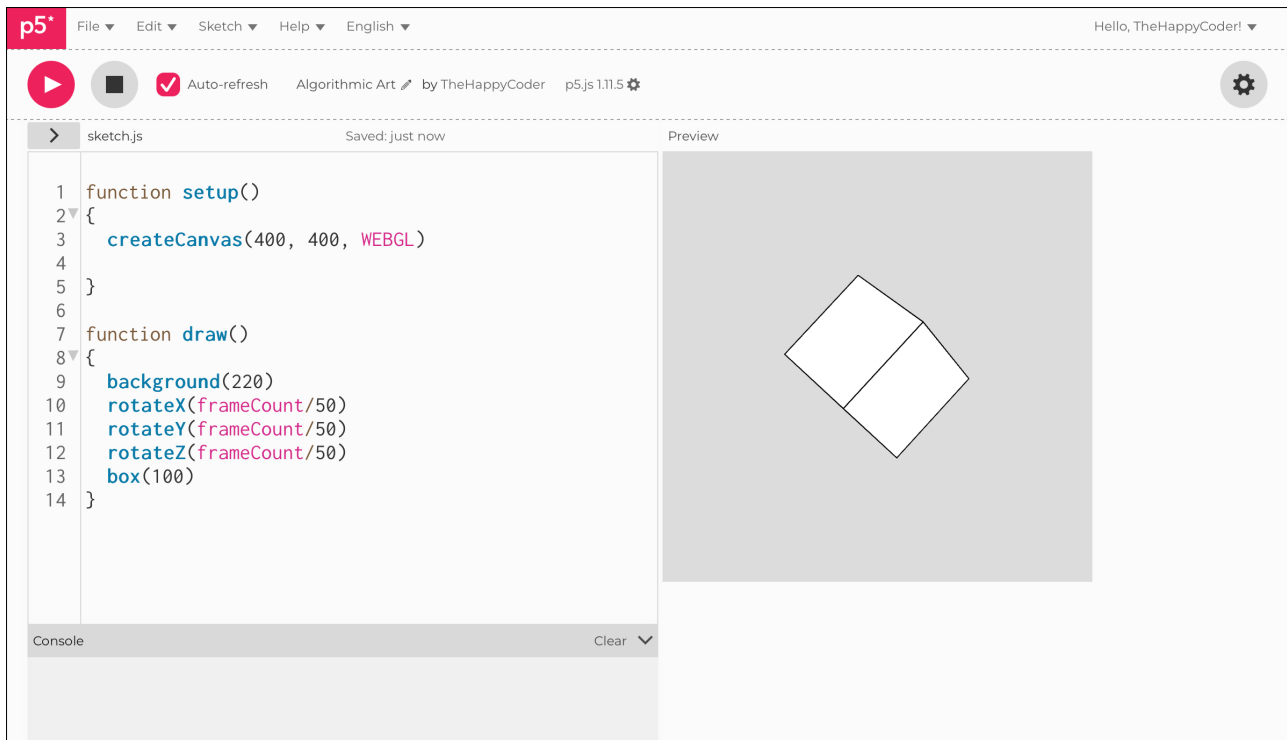 p5* File Edit Sketch Help English Hello, TheHappyCoder!
Auto-refresh Algorithmic Art by TheHappyCoder p5.js 1.11.5
sketch.js Saved: just now Preview
1 function setup()
2 {
3 createCanvas(400, 400, WEBGL)
4
5 }
6
7 function draw()
8 {
9 background(220)
10 rotateX(frameCount/50)
11 rotateY(frameCount/50)
12 rotateZ(frameCount/50)
13 box(100)
14 }
Console Clear